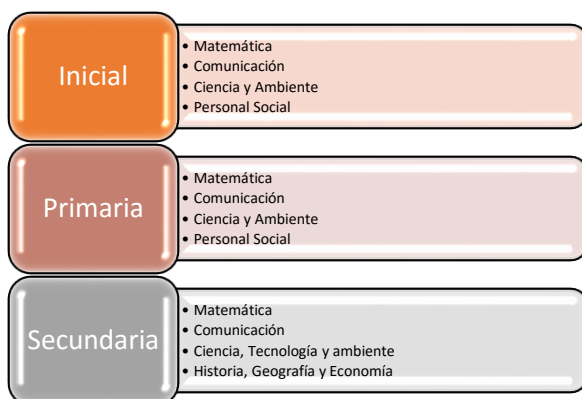 Inicial
• Matemática
• Comunicación
• Ciencia y Ambiente
• Personal Social
Primaria
• Matemática
• Comunicación
• Ciencia y Ambiente
• Personal Social
Secundaria
• Matemática
• Comunicación
• Ciencia, Tecnología y ambiente
• Historia, Geografía y Economía